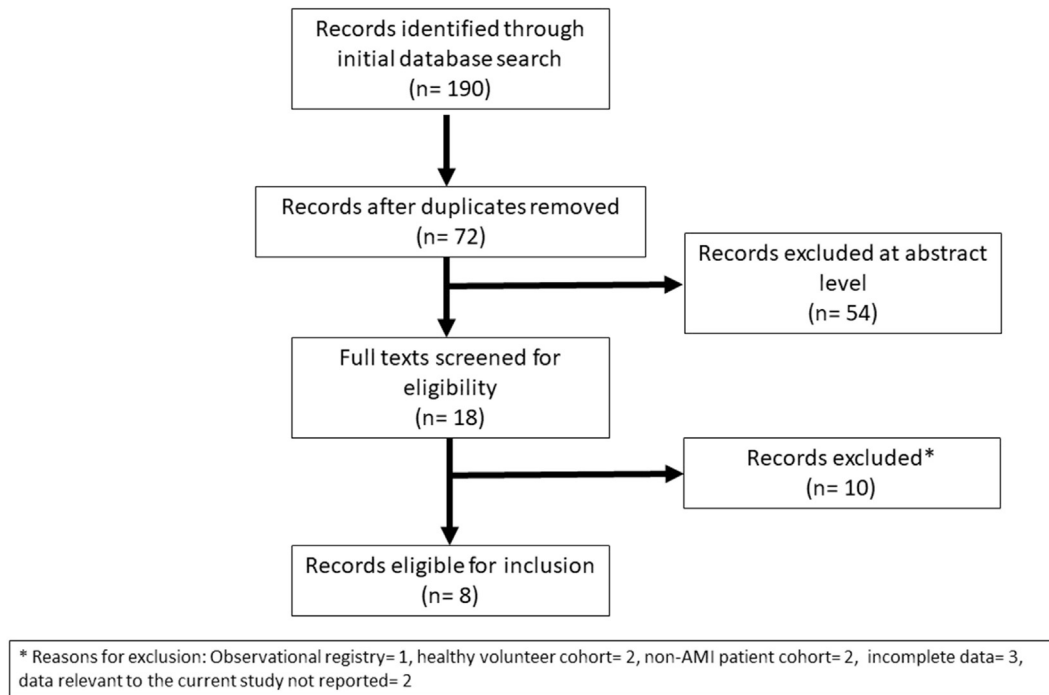 Records identified through
initial database search
(n= 190)
Records after duplicates removed
(n= 72)
Records excluded at abstract
level
(n= 54)
Full texts screened for
eligibility
(n= 18)
Records excluded*
(n= 10)
Records eligible for inclusion
(n= 8)
* Reasons for exclusion: Observational registry= 1, healthy volunteer cohort= 2, non-AMI patient cohort= 2, incomplete data= 3,
data relevant to the current study not reported= 2